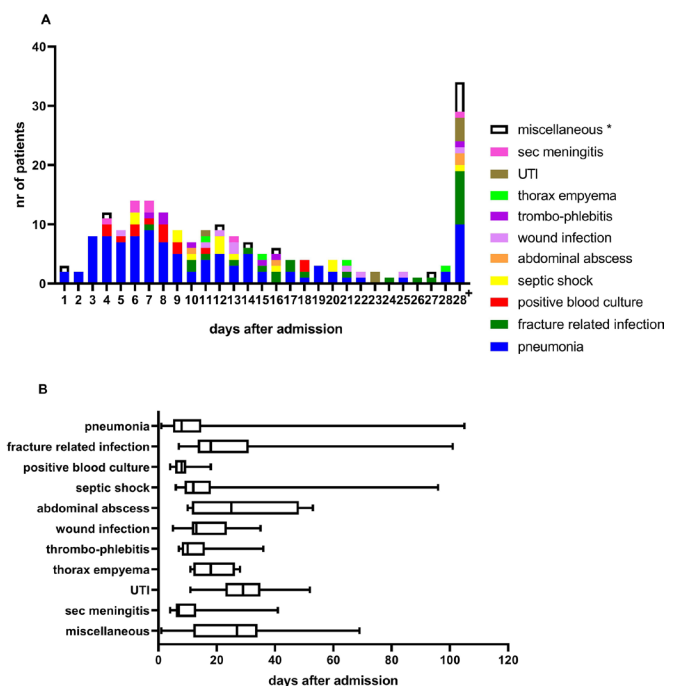 A
40
30
20
10
0
nr of patients
1 2 3 4 5 6 7 8 9 10 11 12 13 14 15 16 17 18 19 20 21 22 23 24 25 26 27 28 28+
days after admission
miscellaneous *
sec meningitis
UTI
thorax empyema
trombo-phlebitis
wound infection
abdominal abscess
septic shock
positive blood culture
fracture related infection
pneumonia
B
pneumonia
fracture related infection
positive blood culture
septic shock
abdominal abscess
wound infection
thrombo-phlebitis
thorax empyema
UTI
sec meningitis
miscellaneous
0 20 40 60 80 100 120
days after admission